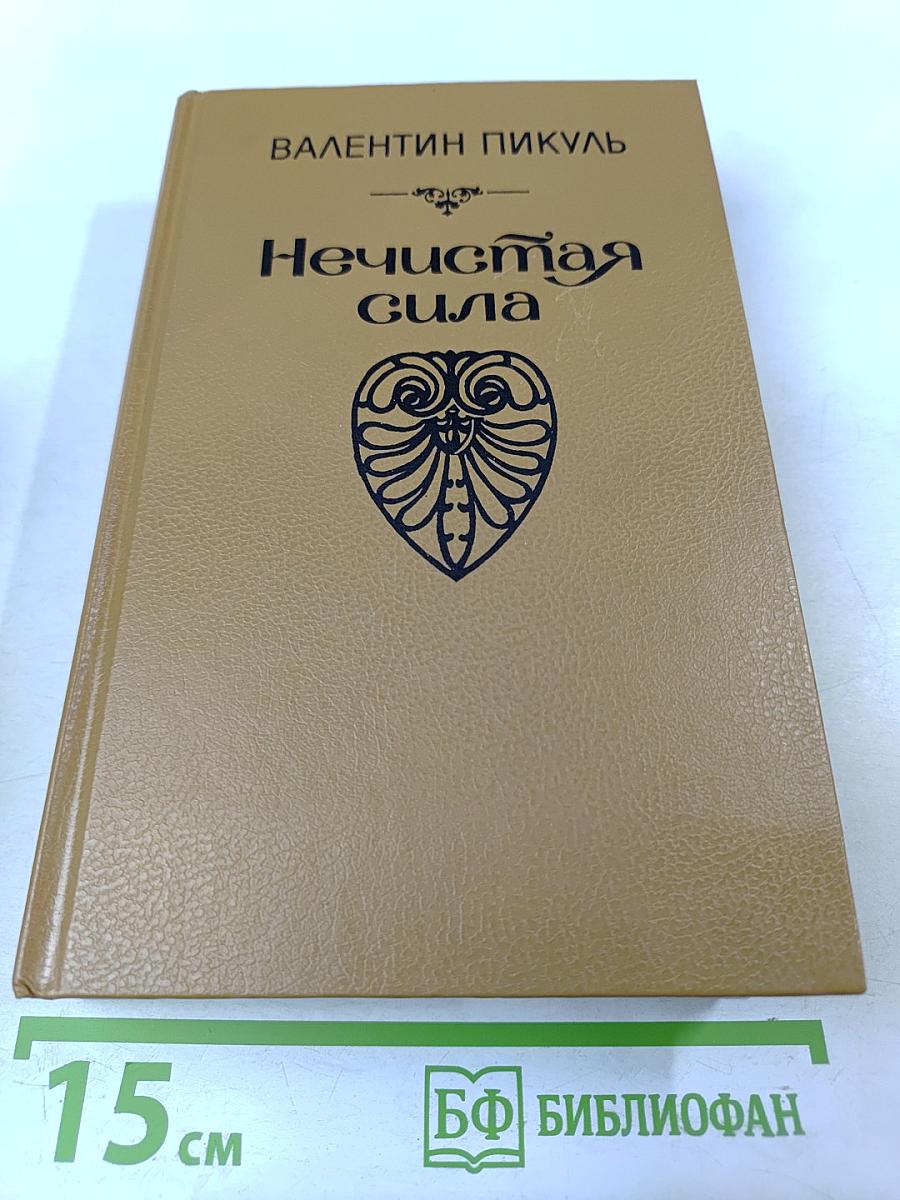 ВАЛЕНТИН ПИКУЛЬ
Нечистая
сила
15 см
БФ БИБЛИОФАН